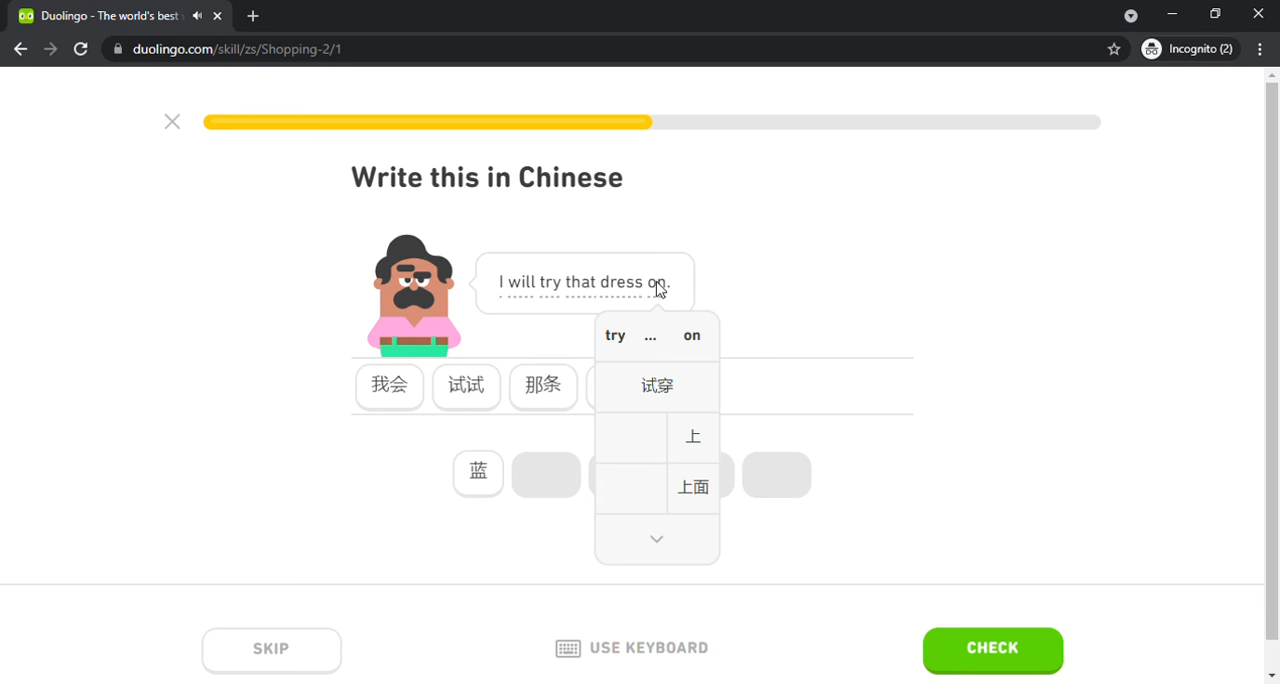 Duolingo - The world's best
duolingo.com/skill/zs/Shopping-2/1
Incognito (2)
Write this in Chinese
I will try that dress on.
try ... on
我会 试试 那条
试穿
上
蓝
上面
SKIP
USE KEYBOARD
CHECK